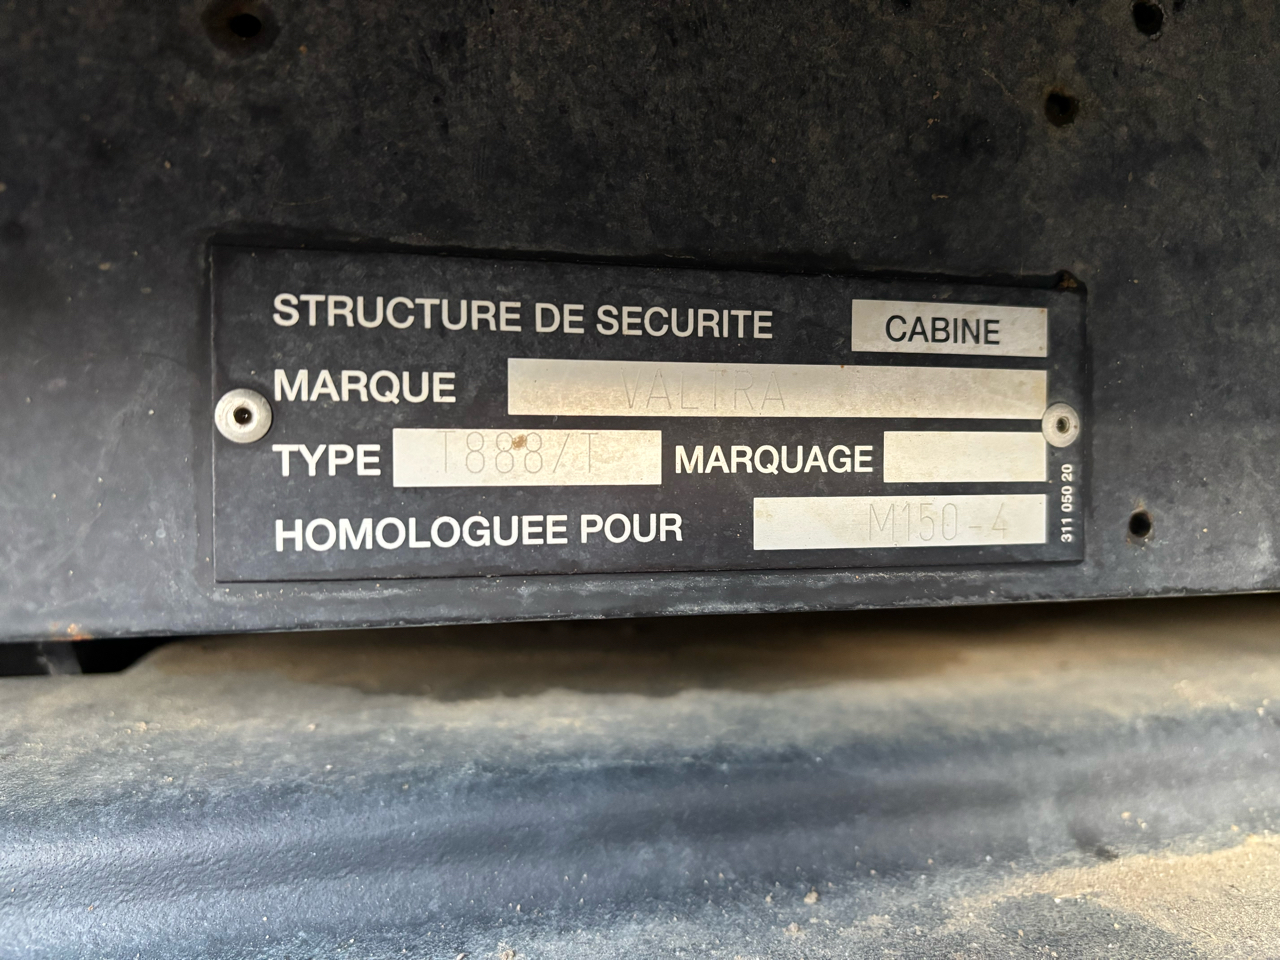 STRUCTURE DE SECURITE CABINE
MARQUE VALTRA
TYPE T888/T MARQUAGE
HOMOLOGUEE POUR M150-4
311 050 20